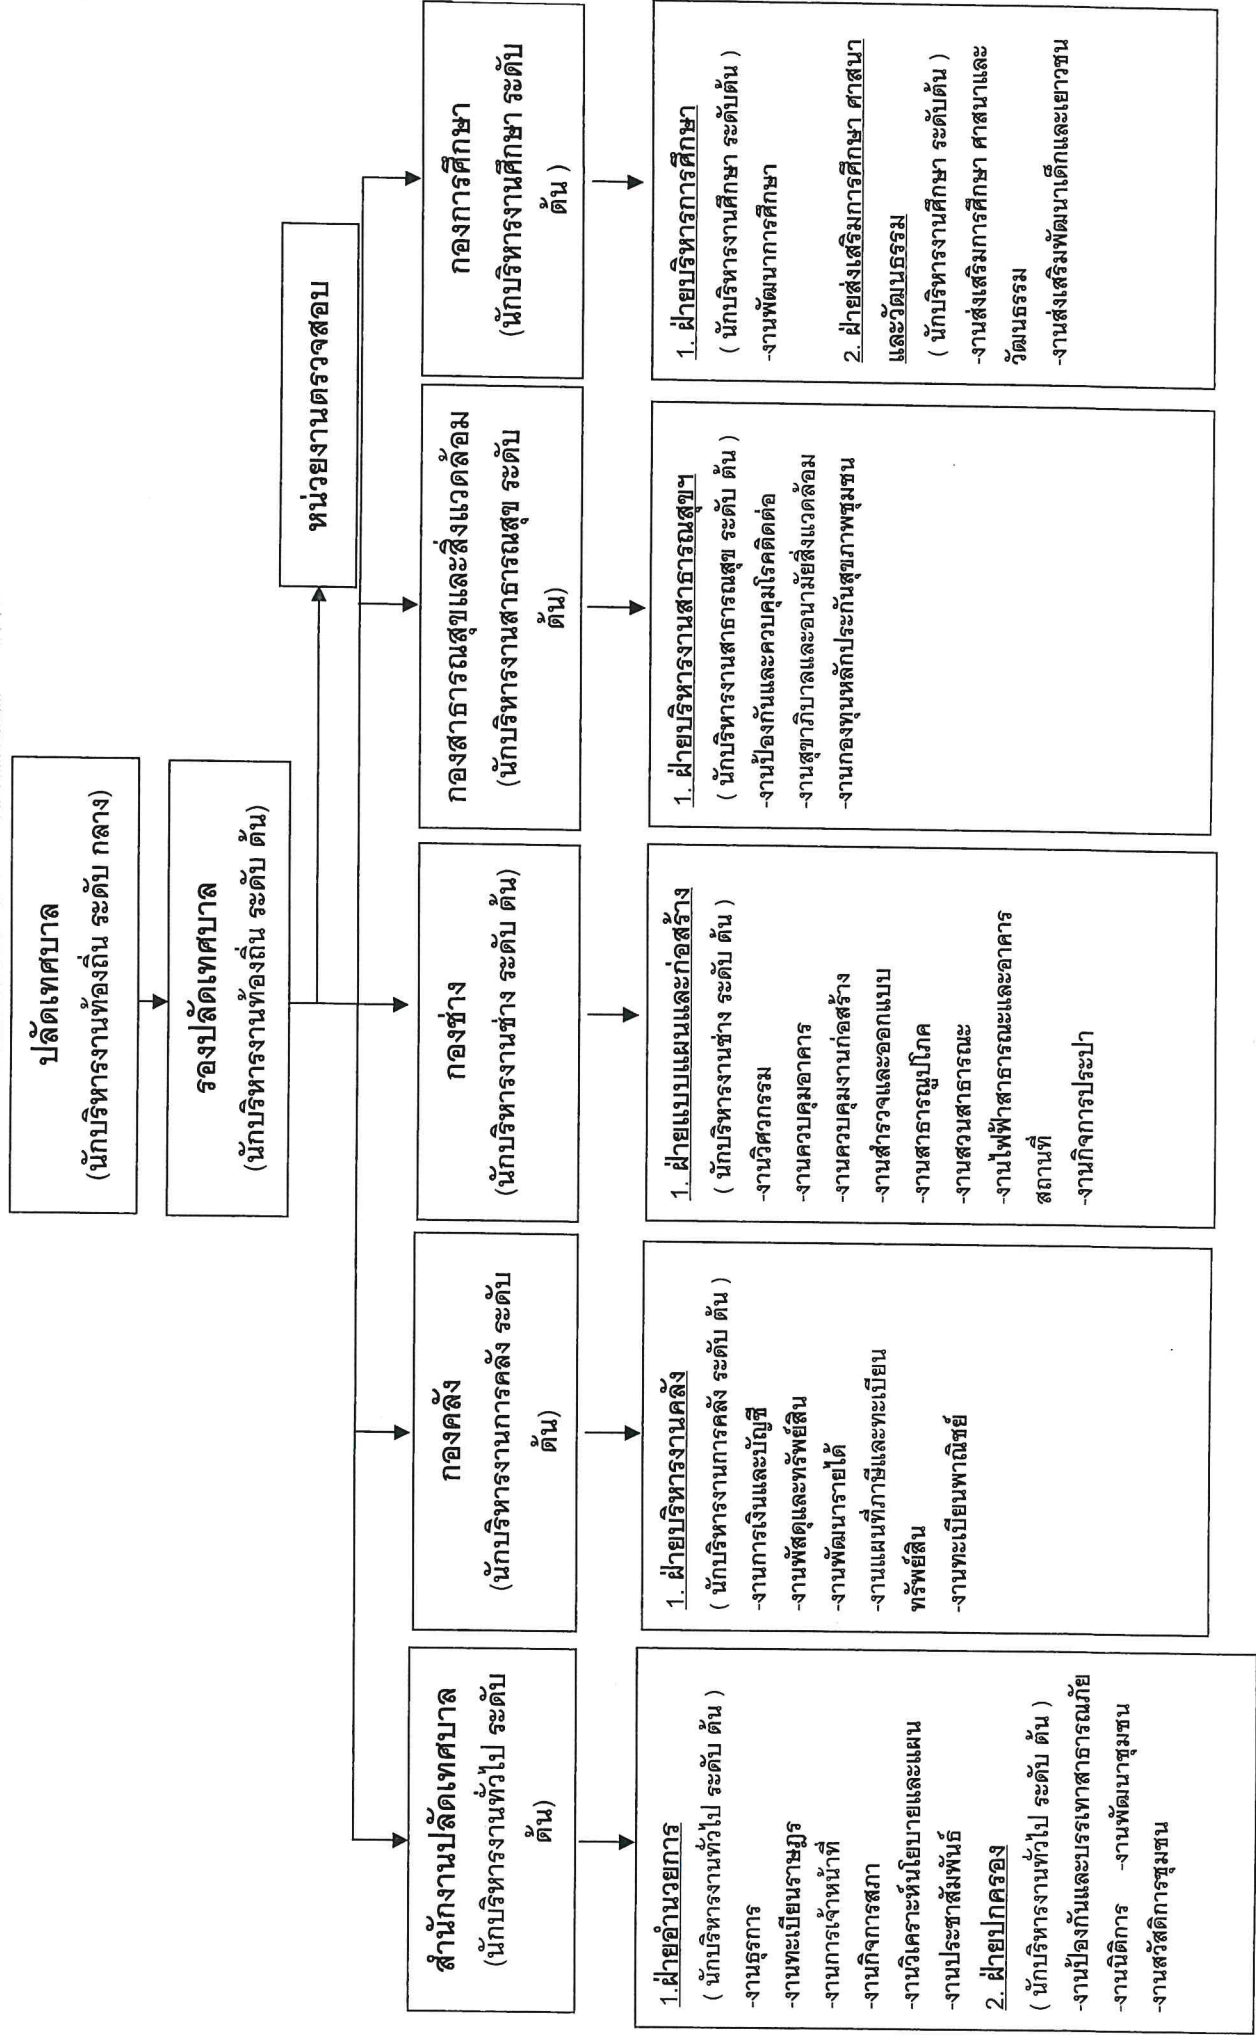 ปลัดเทศบาล
(นักบริหารงานท้องถิ่น ระดับ กลาง)
รองปลัดเทศบาล
(นักบริหารงานท้องถิ่น ระดับ ต้น)
หน่วยงานตรวจสอบ
สำนักงานปลัดเทศบาล
(นักบริหารงานทั่วไป ระดับ
ต้น)
กองคลัง
(นักบริหารงานการคลัง ระดับ
ต้น)
กองช่าง
(นักบริหารงานช่าง ระดับ ต้น)
กองสาธารณสุขและสิ่งแวดล้อม
(นักบริหารงานสาธารณสุข ระดับ
ต้น)
กองการศึกษา
(นักบริหารงานศึกษา ระดับ
ต้น )
1.ฝ่ายอำนวยการ
( นักบริหารงานทั่วไป ระดับ ต้น )
-งานธุรการ
-งานทะเบียนราษฎร
-งานการเจ้าหน้าที่
-งานกิจการสภา
-งานวิเคราะห์นโยบายและแผน
-งานประชาสัมพันธ์
2. ฝ่ายปกครอง
( นักบริหารงานทั่วไป ระดับ ต้น )
-งานป้องกันและบรรเทาสาธารณภัย
-งานนิติการ -งานพัฒนาชุมชน
-งานสวัสดิการชุมชน
1. ฝ่ายบริหารงานคลัง
( นักบริหารงานการคลัง ระดับ ต้น )
-งานการเงินและบัญชี
-งานพัสดุและทรัพย์สิน
-งานพัฒนารายได้
-งานแผนที่ภาษีและทะเบียน
ทรัพย์สิน
-งานทะเบียนพาณิชย์
1. ฝ่ายแบบแผนและก่อสร้าง
( นักบริหารงานช่าง ระดับ ต้น )
-งานวิศวกรรม
-งานควบคุมอาคาร
-งานควบคุมงานก่อสร้าง
-งานสำรวจและออกแบบ
-งานสาธารณูปโภค
-งานสวนสาธารณะ
-งานไฟฟ้าสาธารณะและอาคาร
สถานที่
-งานกิจการประปา
1. ฝ่ายบริหารงานสาธารณสุขฯ
( นักบริหารงานสาธารณสุข ระดับ ต้น )
-งานป้องกันและควบคุมโรคติดต่อ
-งานสุขาภิบาลและอนามัยสิ่งแวดล้อม
-งานกองทุนหลักประกันสุขภาพชุมชน
1. ฝ่ายบริหารการศึกษา
( นักบริหารงานศึกษา ระดับต้น )
-งานพัฒนาการศึกษา
2. ฝ่ายส่งเสริมการศึกษา ศาสนา
และวัฒนธรรม
( นักบริหารงานศึกษา ระดับต้น )
-งานส่งเสริมการศึกษา ศาสนาและ
วัฒนธรรม
-งานส่งเสริมพัฒนาเด็กและเยาวชน